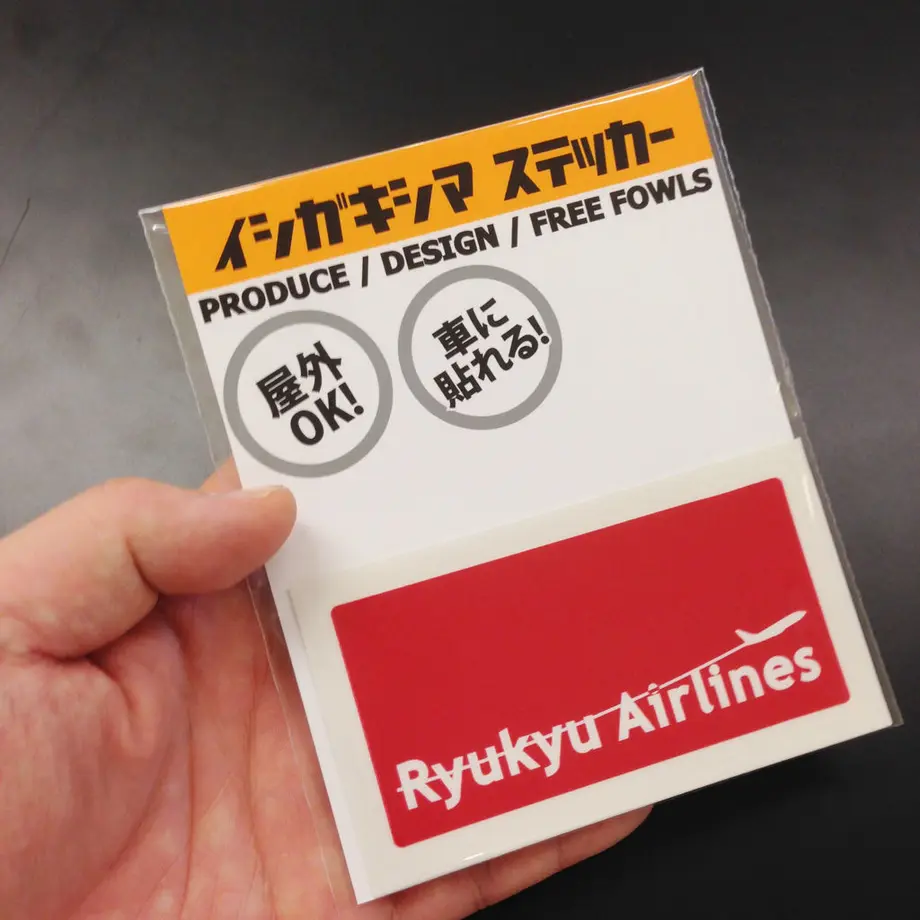 イシガキシマ ステッカー
PRODUCE / DESIGN / FREE FOWLS
屋外
OK!
車に
貼れる!
Ryukyu Airlines